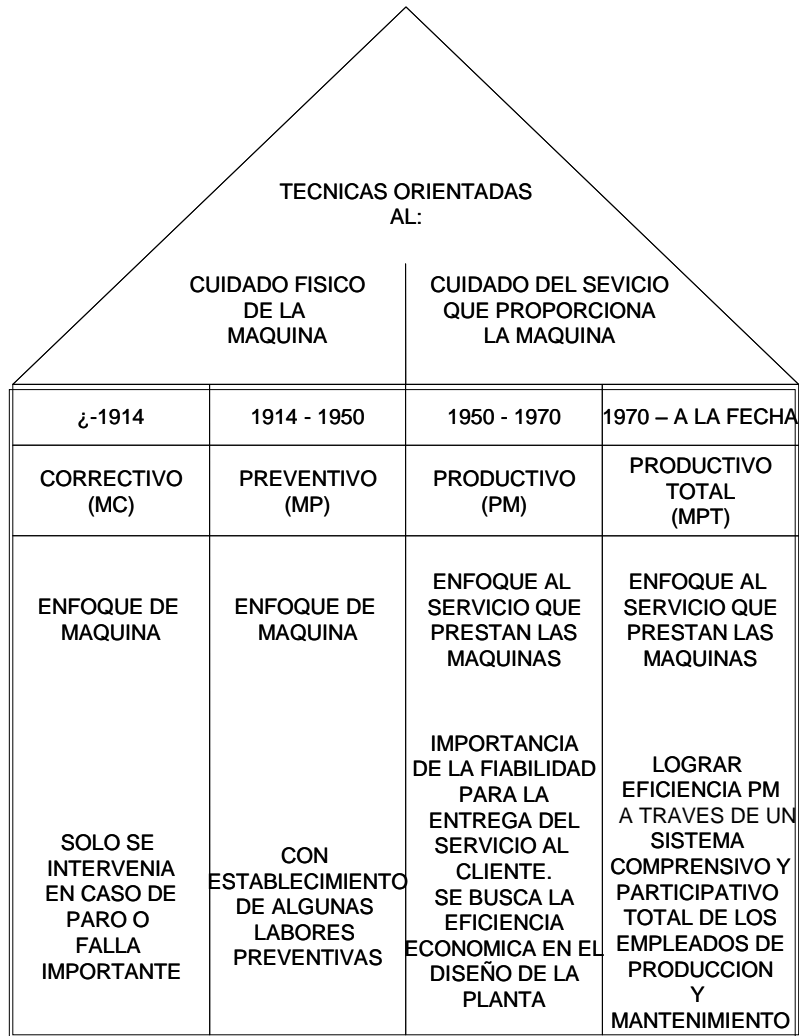 TECNICAS ORIENTADAS
AL:
CUIDADO FISICO
DE LA
MAQUINA
CUIDADO DEL SEVICIO
QUE PROPORCIONA
LA MAQUINA
¿-1914
1914 - 1950
1950 - 1970
1970 – A LA FECHA
CORRECTIVO
(MC)
PREVENTIVO
(MP)
PRODUCTIVO
(PM)
PRODUCTIVO
TOTAL
(MPT)
ENFOQUE DE
MAQUINA
ENFOQUE DE
MAQUINA
ENFOQUE AL
SERVICIO QUE
PRESTAN LAS
MAQUINAS
ENFOQUE AL
SERVICIO QUE
PRESTAN LAS
MAQUINAS
SOLO SE
INTERVENIA
EN CASO DE
PARO O
FALLA
IMPORTANTE
CON
ESTABLECIMIENTO
DE ALGUNAS
LABORES
PREVENTIVAS
IMPORTANCIA
DE LA FIABILIDAD
PARA LA
ENTREGA DEL
SERVICIO AL
CLIENTE.
SE BUSCA LA
EFICIENCIA
ECONOMICA EN EL
DISEÑO DE LA
PLANTA
LOGRAR
EFICIENCIA PM
A TRAVES DE UN
SISTEMA
COMPRENSIVO Y
PARTICIPATIVO
TOTAL DE LOS
EMPLEADOS DE
PRODUCCION
Y
MANTENIMIENTO